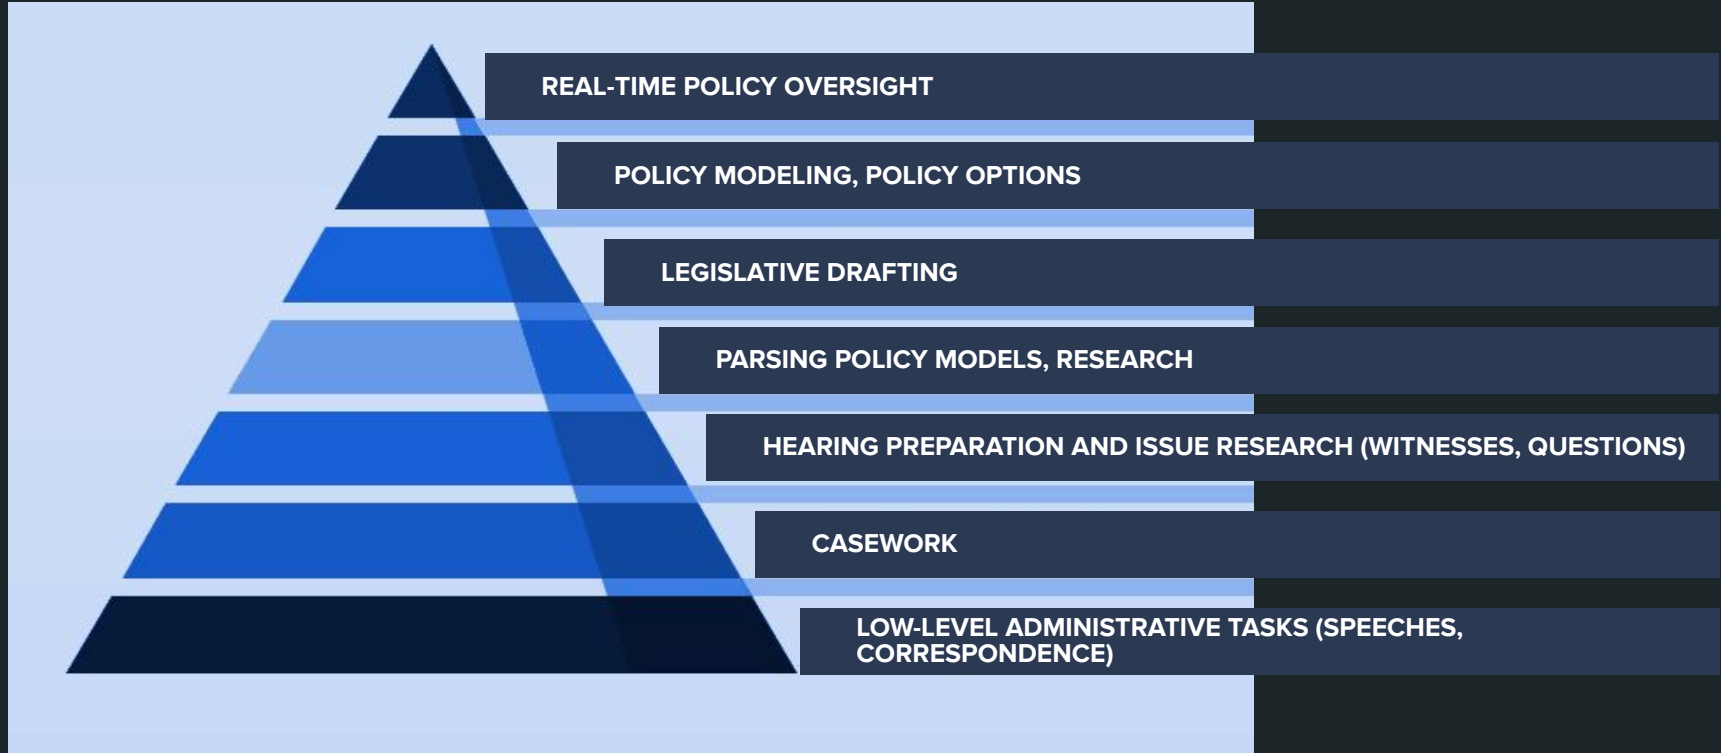 REAL-TIME POLICY OVERSIGHT
POLICY MODELING, POLICY OPTIONS
LEGISLATIVE DRAFTING
PARSING POLICY MODELS, RESEARCH
HEARING PREPARATION AND ISSUE RESEARCH (WITNESSES, QUESTIONS)
CASEWORK
LOW-LEVEL ADMINISTRATIVE TASKS (SPEECHES,
CORRESPONDENCE)